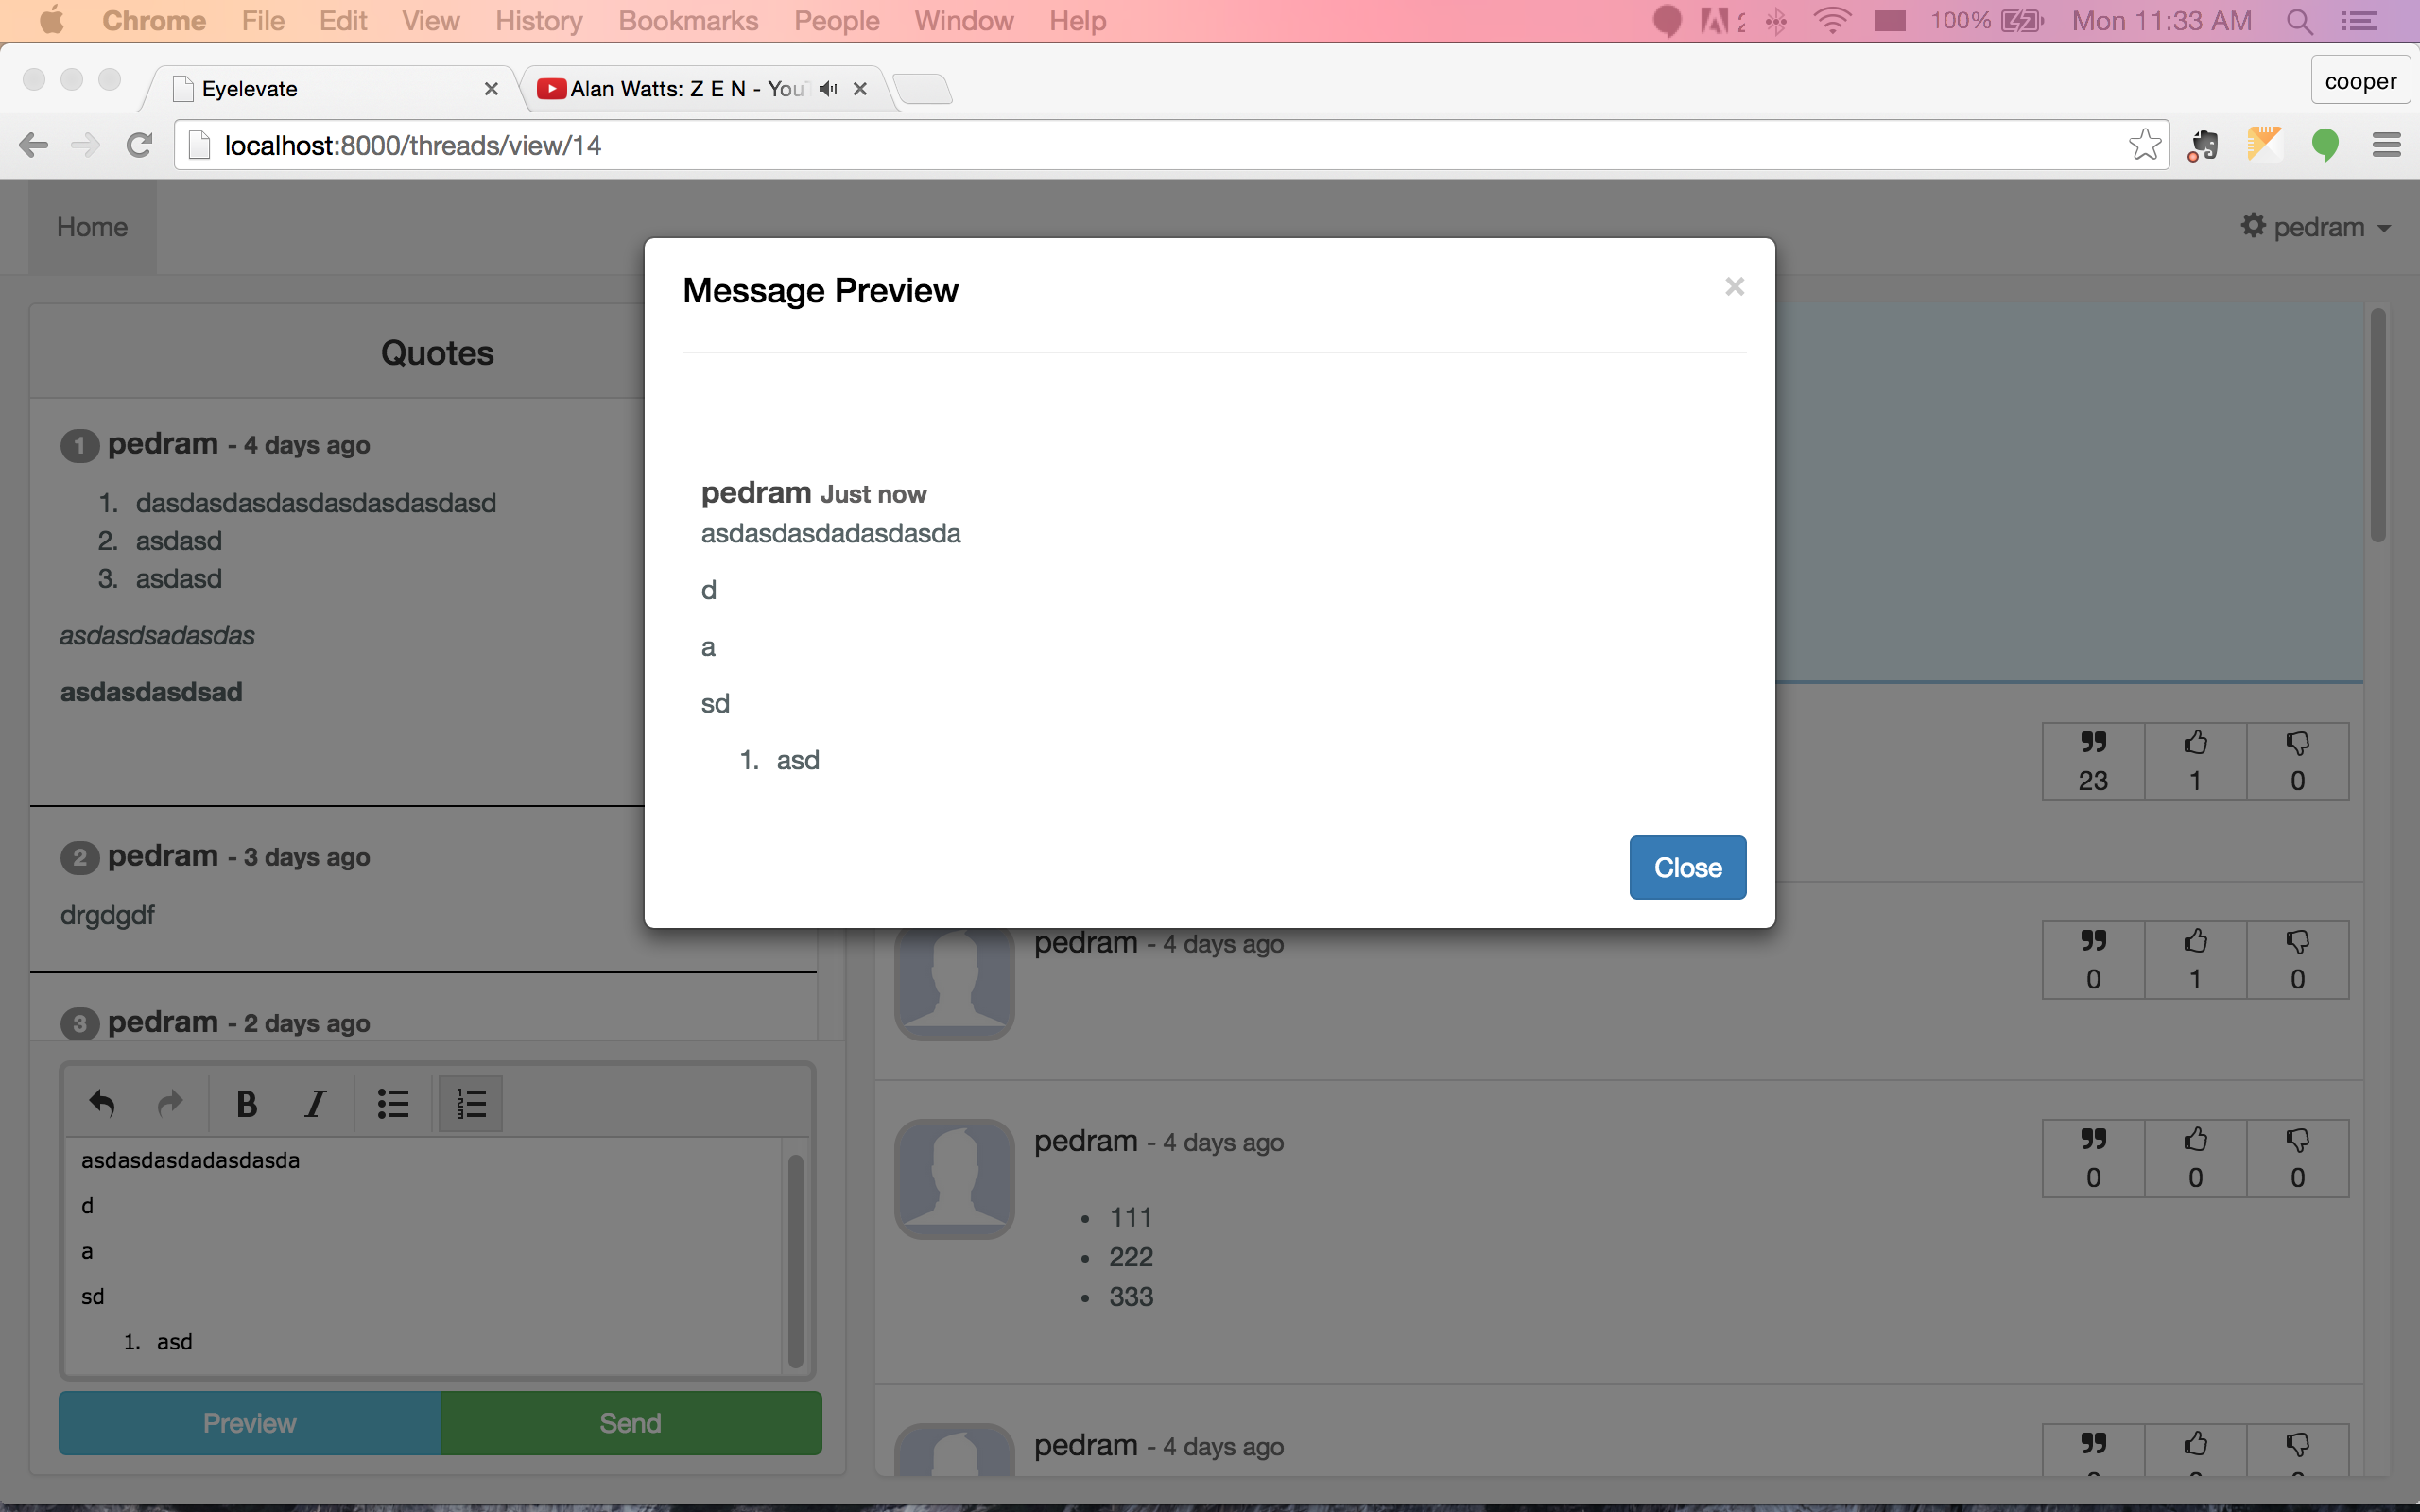 Chrome File Edit View History Bookmarks People Window Help 100% Mon 11:33 AM
Eyelevate Alan Watts: Z E N - You cooper
localhost:8000/threads/view/14
Home pedram
Message Preview ×
Quotes
1 pedram - 4 days ago
1. dasdasdasdasdasdasdasdasd
2. asdasd
3. asdasd
asdasdsadasdas
asdasdasdsad
2 pedram - 3 days ago
drgdgdf
3 pedram - 2 days ago
B I
asdasdasdadasdasda
d
a
sd
1. asd
Preview Send
pedram Just now
asdasdasdadasdasda
d
a
sd
1. asd
Close
23 1 0
pedram - 4 days ago
0 1 0
pedram - 4 days ago
0 0 0
• 111
• 222
• 333
pedram - 4 days ago